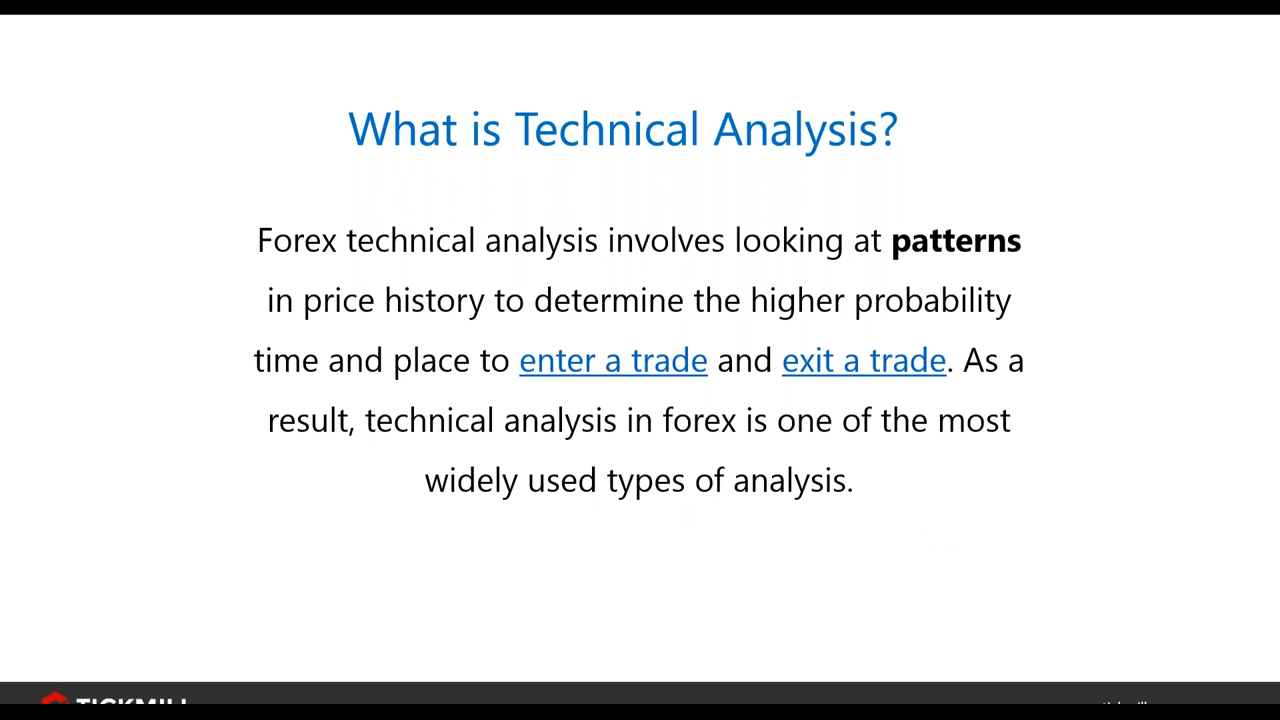 What is Technical Analysis?
Forex technical analysis involves looking at patterns
in price history to determine the higher probability
time and place to enter a trade and exit a trade. As a
result, technical analysis in forex is one of the most
widely used types of analysis.
TICKMILL